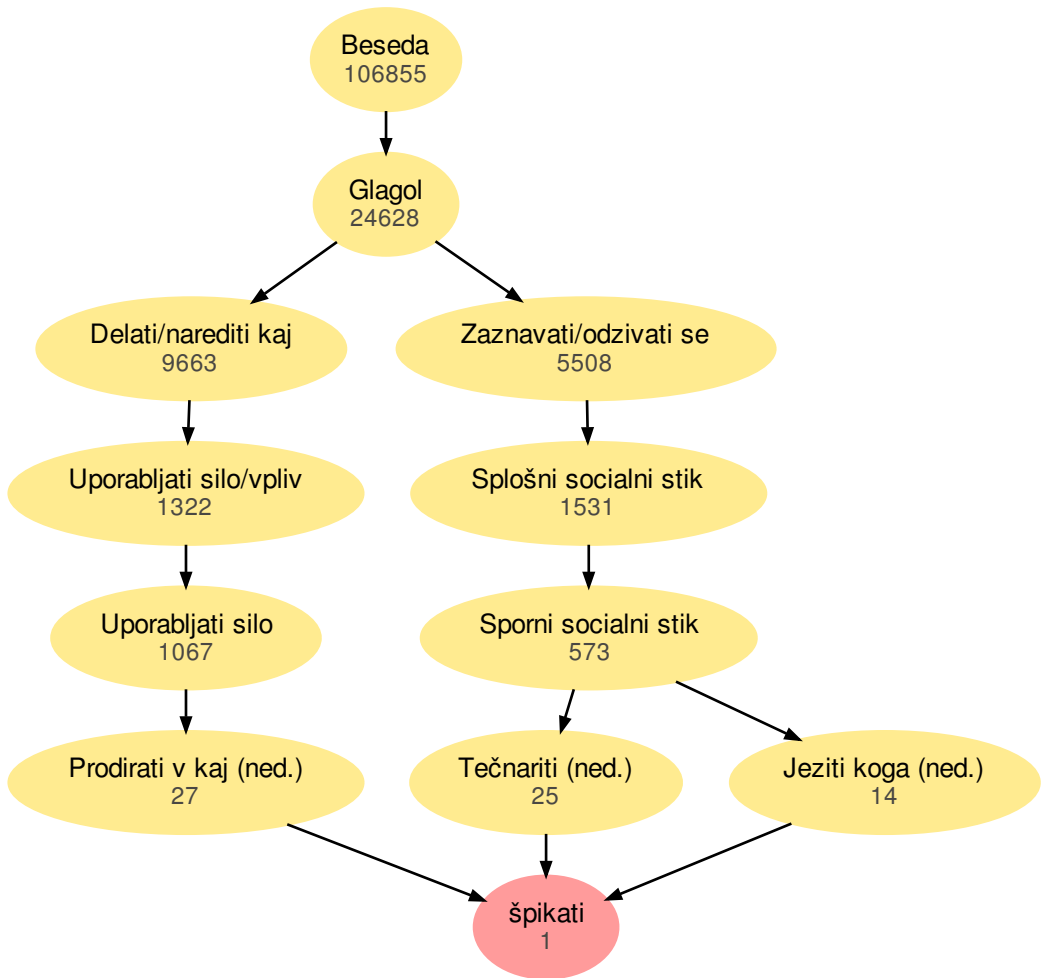 Beseda
106855
Glagol
24628
Delati/narediti kaj
9663
Zaznavati/odzivati se
5508
Uporabljati silo/vpliv
1322
Splošni socialni stik
1531
Uporabljati silo
1067
Sporni socialni stik
573
Prodirati v kaj (ned.)
27
Tečnariti (ned.)
25
Jeziti koga (ned.)
14
špikati
1